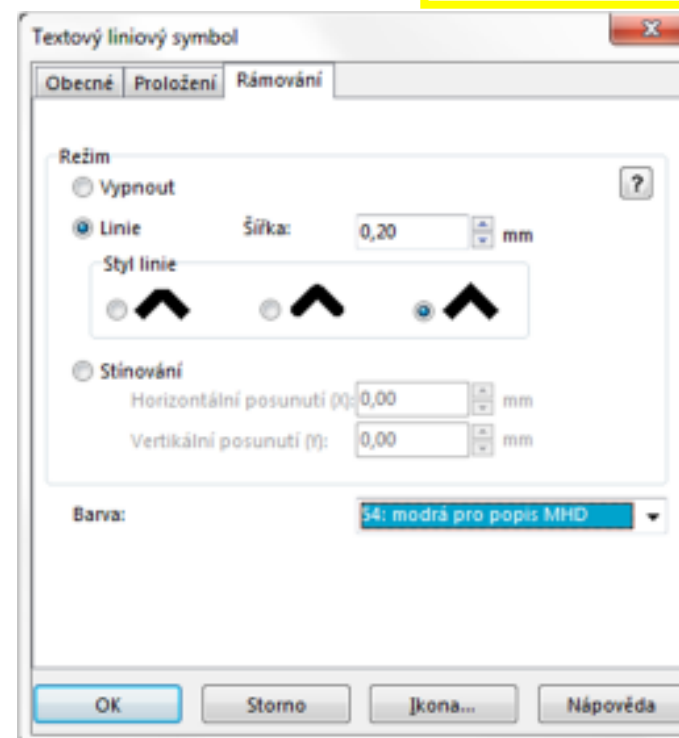 Textový liniový symbol
Obecné Proložení Rámování
Režim
Vypnout
?
Linie Šířka: 0,20 mm
Styl linie
Stínování
Horizontální posunutí (X): 0,00 mm
Vertikální posunutí (Y): 0,00 mm
Barva: 54: modrá pro popis MHD
OK Storno Ikona... Nápověda